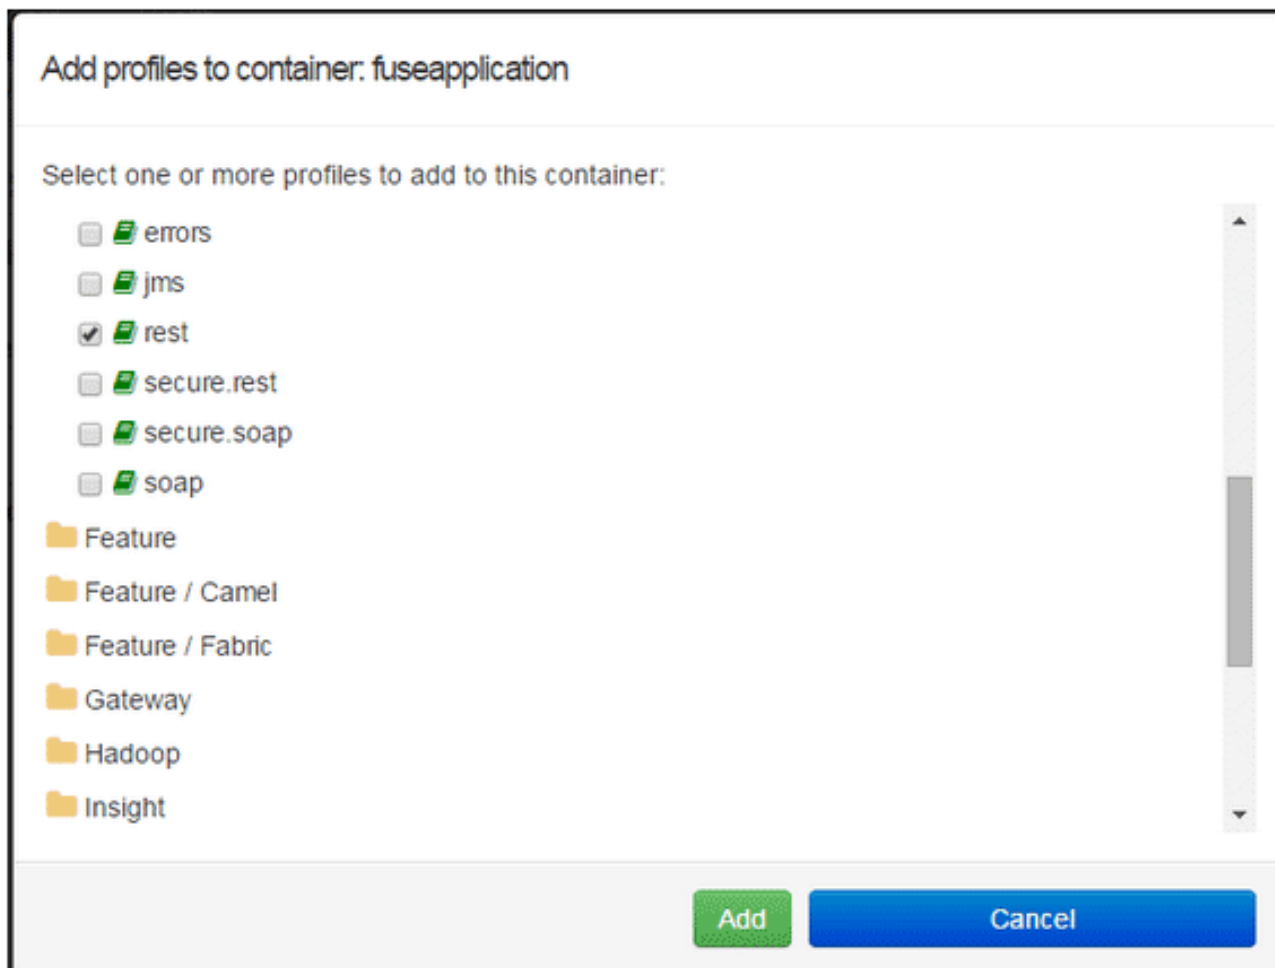 Add profiles to container: fuseapplication
Select one or more profiles to add to this container:
errors
jms
rest
secure.rest
secure.soap
soap
Feature
Feature / Camel
Feature / Fabric
Gateway
Hadoop
Insight
Add
Cancel